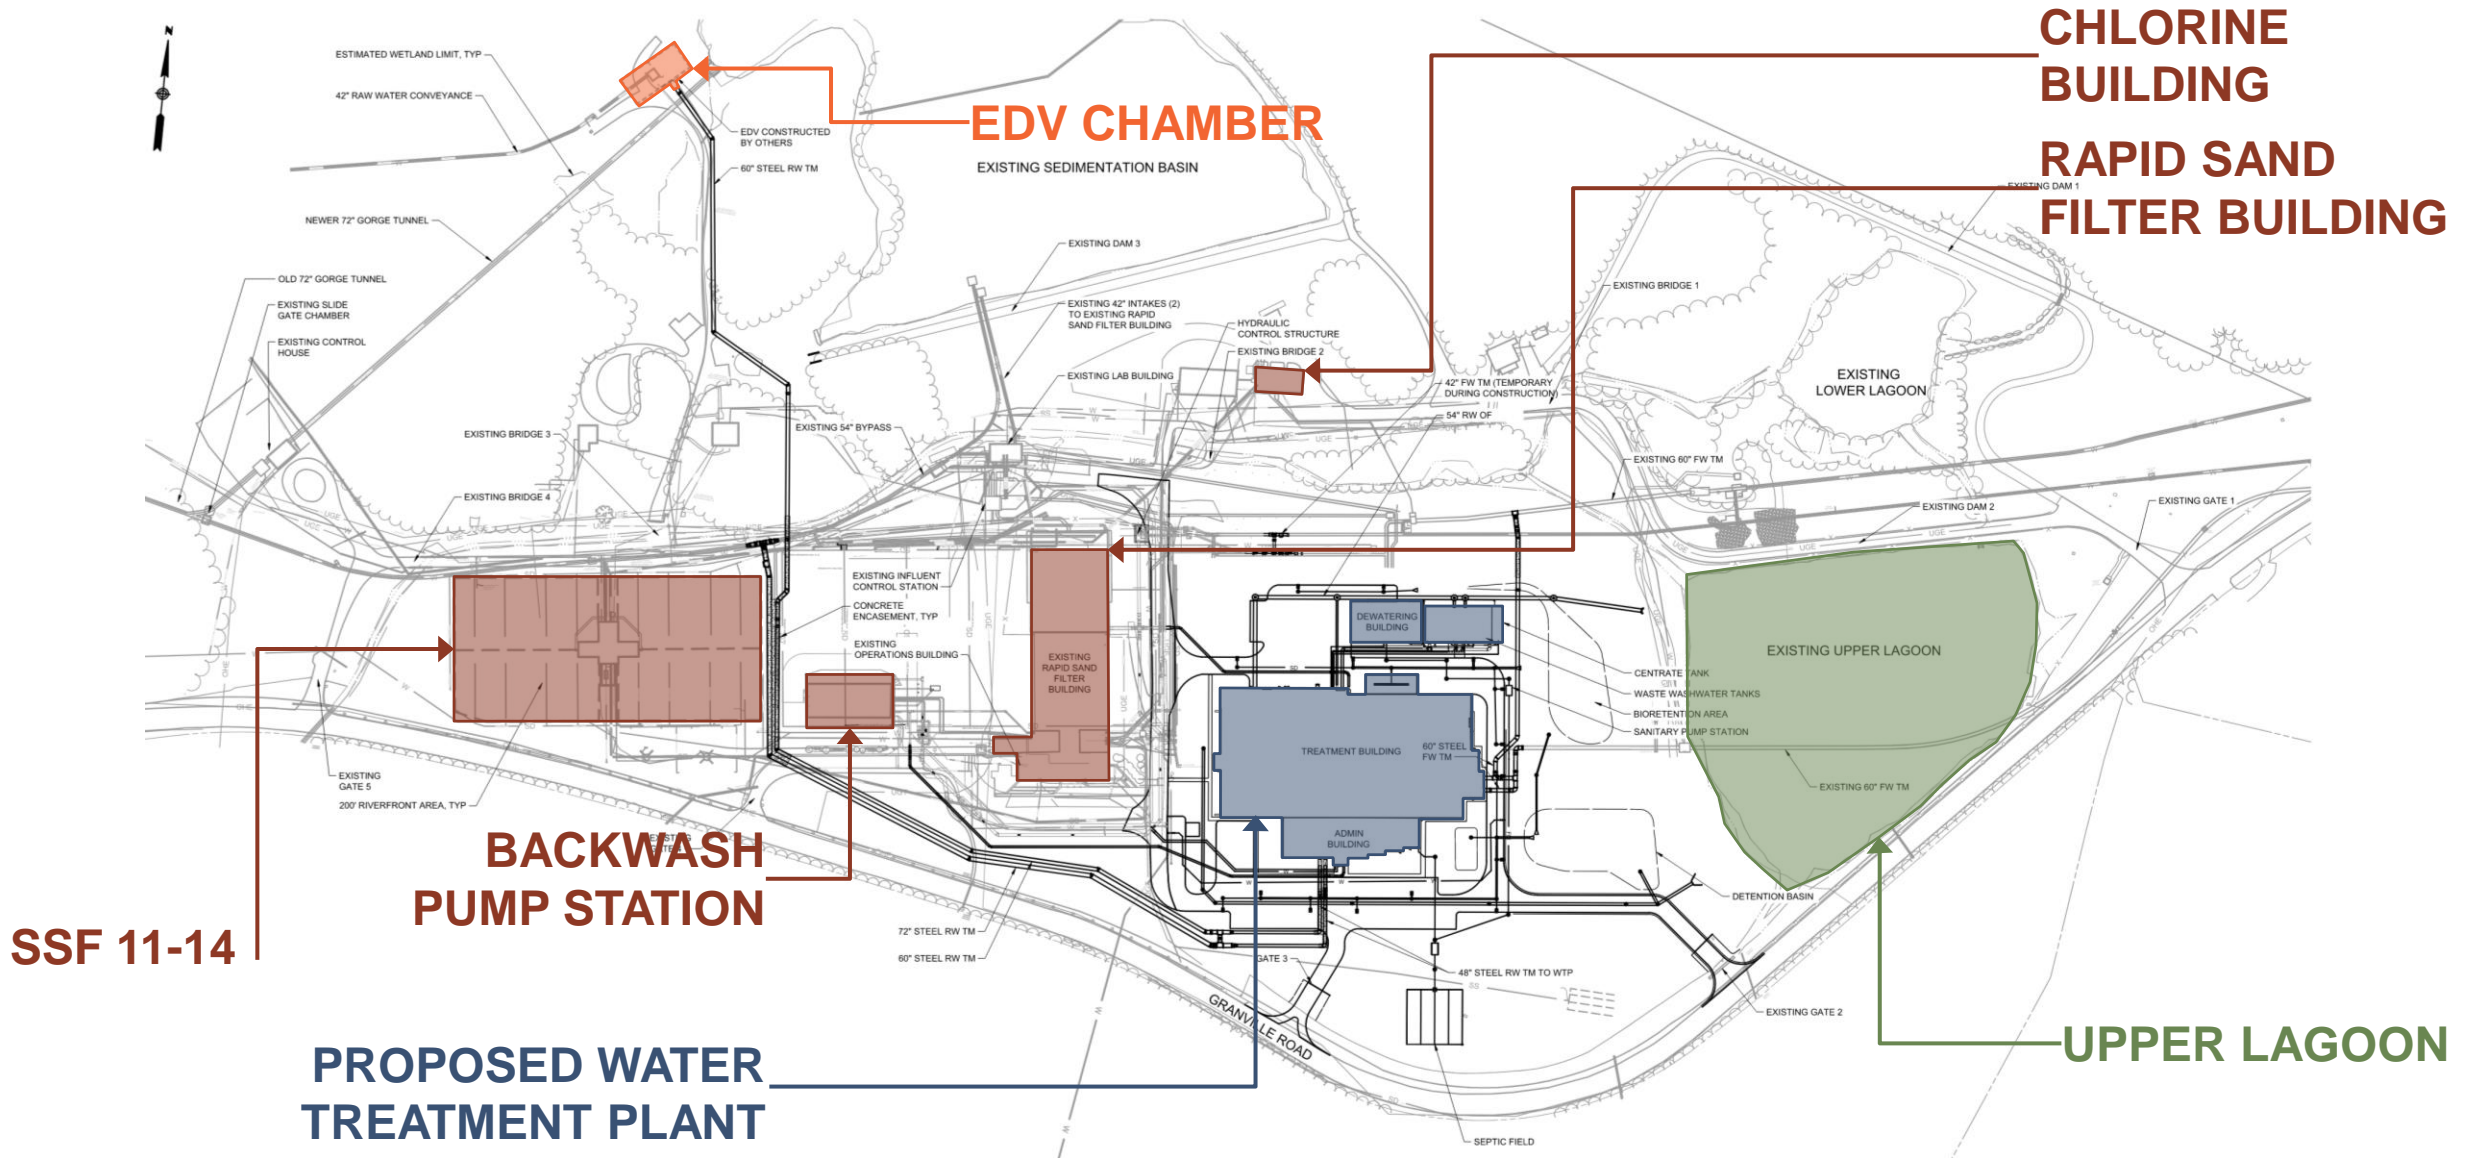 N
CHLORINE
BUILDING
RAPID SAND
FILTER BUILDING
EDV CHAMBER
ESTIMATED WETLAND LIMIT, TYP
42" RAW WATER CONVEYANCE
EDV CONSTRUCTED
BY OTHERS
60" STEEL RW TM
EXISTING SEDIMENTATION BASIN
EXISTING DAM 1
NEWER 72" GORGE TUNNEL
EXISTING DAM 3
OLD 72" GORGE TUNNEL
EXISTING SLIDE
GATE CHAMBER
EXISTING CONTROL
HOUSE
EXISTING 42" INTAKES (2)
TO EXISTING RAPID
SAND FILTER BUILDING
HYDRAULIC
CONTROL STRUCTURE
EXISTING BRIDGE 2
EXISTING BRIDGE 1
EXISTING LAB BUILDING
42" FW TM (TEMPORARY
DURING CONSTRUCTION)
54" RW OF
EXISTING
LOWER LAGOON
EXISTING BRIDGE 3
EXISTING 54" BYPASS
EXISTING 60" FW TM
EXISTING BRIDGE 4
EXISTING DAM 2
EXISTING GATE 1
EXISTING INFLUENT
CONTROL STATION
CONCRETE
ENCASEMENT, TYP
EXISTING
OPERATIONS BUILDING
EXISTING
RAPID SAND
FILTER
BUILDING
DEWATERING
BUILDING
EXISTING UPPER LAGOON
CENTRATE TANK
WASTE WASHWATER TANKS
BIORETENTION AREA
SANITARY PUMP STATION
TREATMENT BUILDING
60" STEEL
FW TM
EXISTING
GATE 5
200' RIVERFRONT AREA, TYP
EXISTING 60" FW TM
ADMIN
BUILDING
BACKWASH
PUMP STATION
SSF 11-14
DETENTION BASIN
72" STEEL RW TM
60" STEEL RW TM
GATE 3
48" STEEL RW TM TO WTP
GRANVILLE ROAD
EXISTING GATE 2
UPPER LAGOON
PROPOSED WATER
TREATMENT PLANT
SEPTIC FIELD